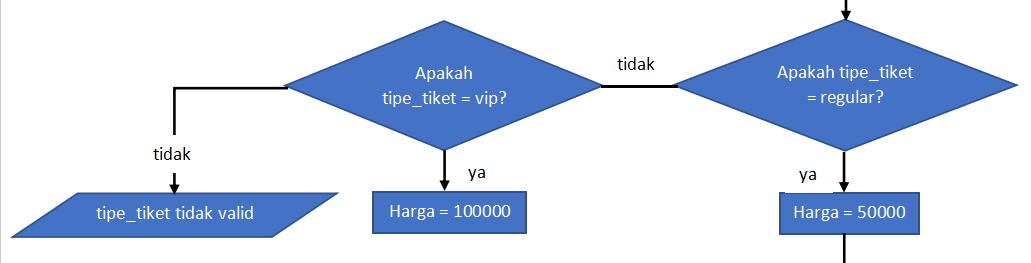 Apakah
tipe_tiket = vip?
tidak
Apakah tipe_tiket
= regular?
tidak
ya
ya
tipe_tiket tidak valid
Harga = 100000
Harga = 50000